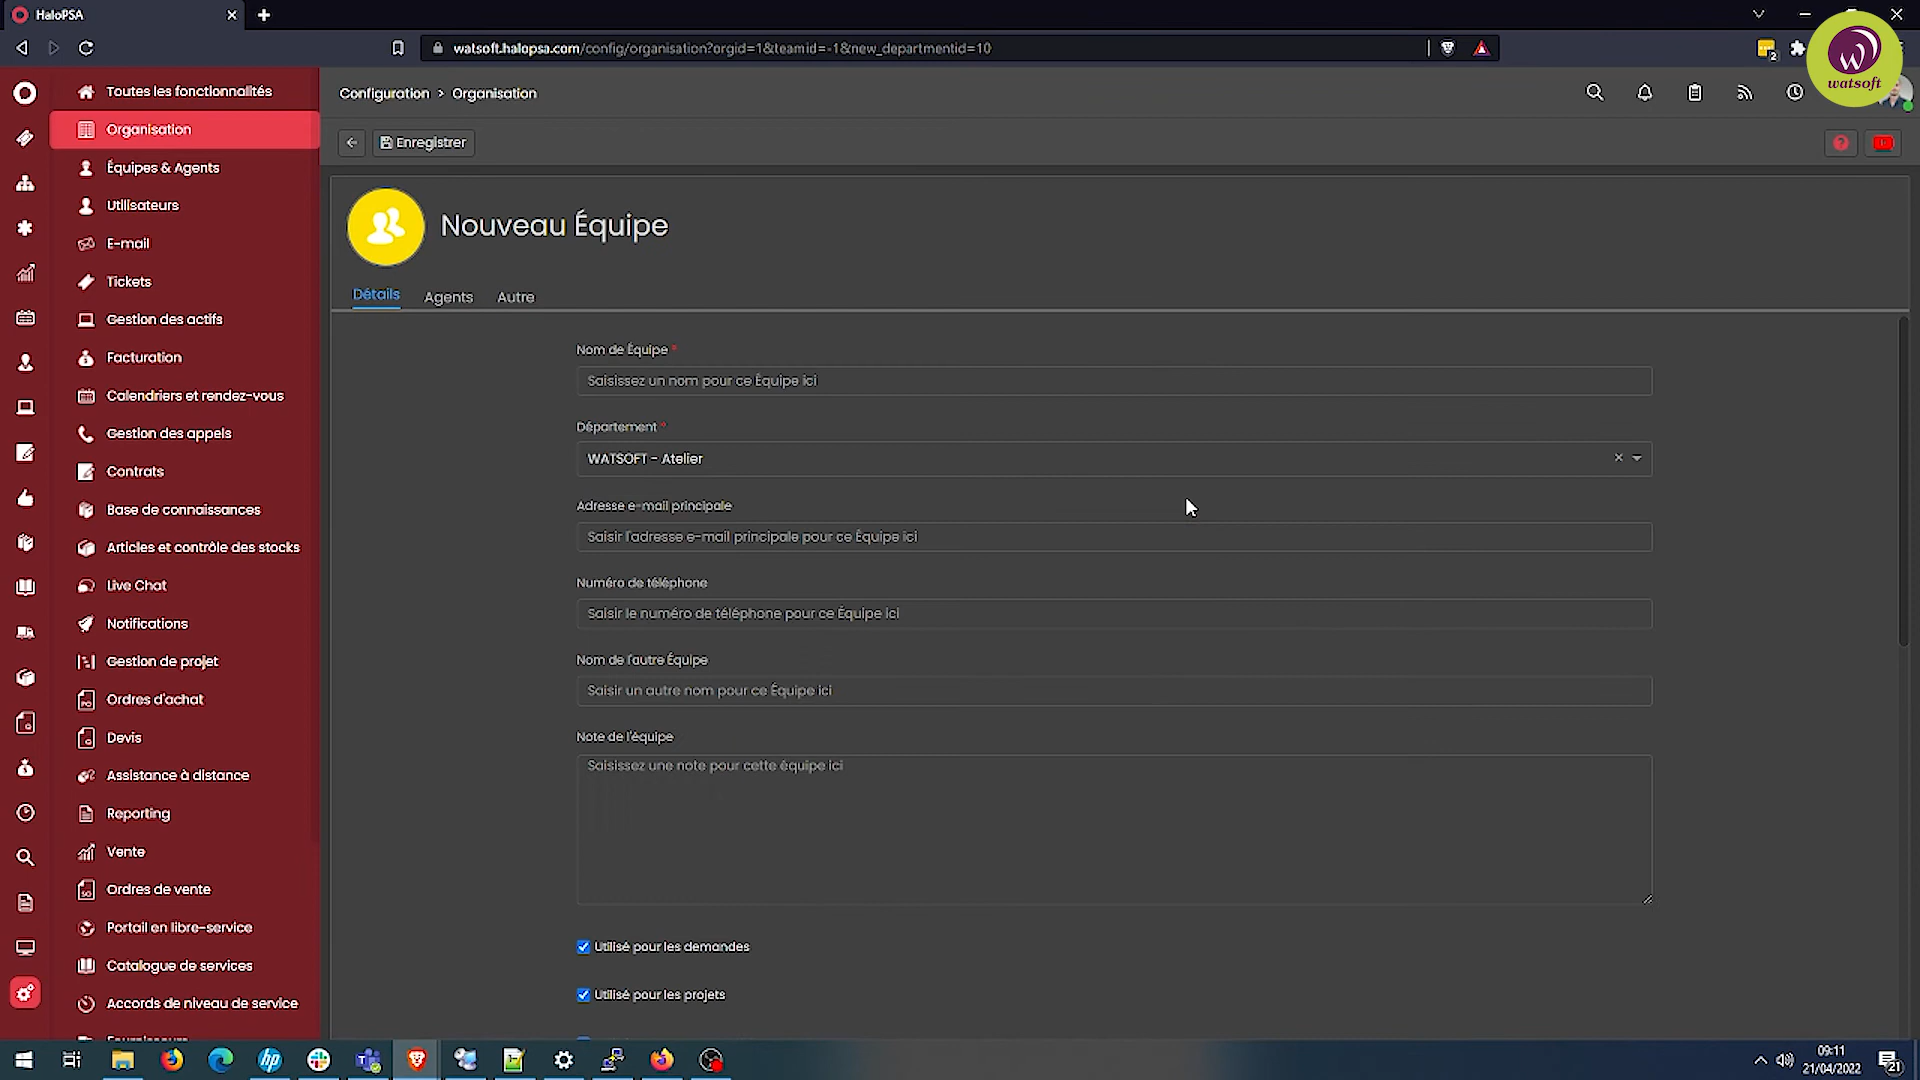 HaloPSA
watsoft.halopsa.com/config/organisation?orgid=1&teamid=-1&new_departmentid=10
2
watsoft
Toutes les fonctionnalités
Organisation
Équipes & Agents
Utilisateurs
E-mail
Tickets
Gestion des actifs
Facturation
Calendriers et rendez-vous
Gestion des appels
Contrats
Base de connaissances
Articles et contrôle des stocks
Live Chat
Notifications
Gestion de projet
Ordres d'achat
Devis
Assistance à distance
Reporting
Vente
Ordres de vente
Portail en libre-service
Catalogue de services
Accords de niveau de service
Fournisseurs
Configuration > Organisation
Enregistrer
Nouveau Équipe
Détails Agents Autre
Nom de Équipe *
Saisissez un nom pour ce Équipe ici
Département *
WATSOFT - Atelier
Adresse e-mail principale
Saisir l'adresse e-mail principale pour ce Équipe ici
Numéro de téléphone
Saisir le numéro de téléphone pour ce Équipe ici
Nom de l'autre Équipe
Saisir un autre nom pour ce Équipe ici
Note de l'équipe
Saisissez une note pour cette équipe ici
Utilisé pour les demandes
Utilisé pour les projets
09:11
21/04/2022
21